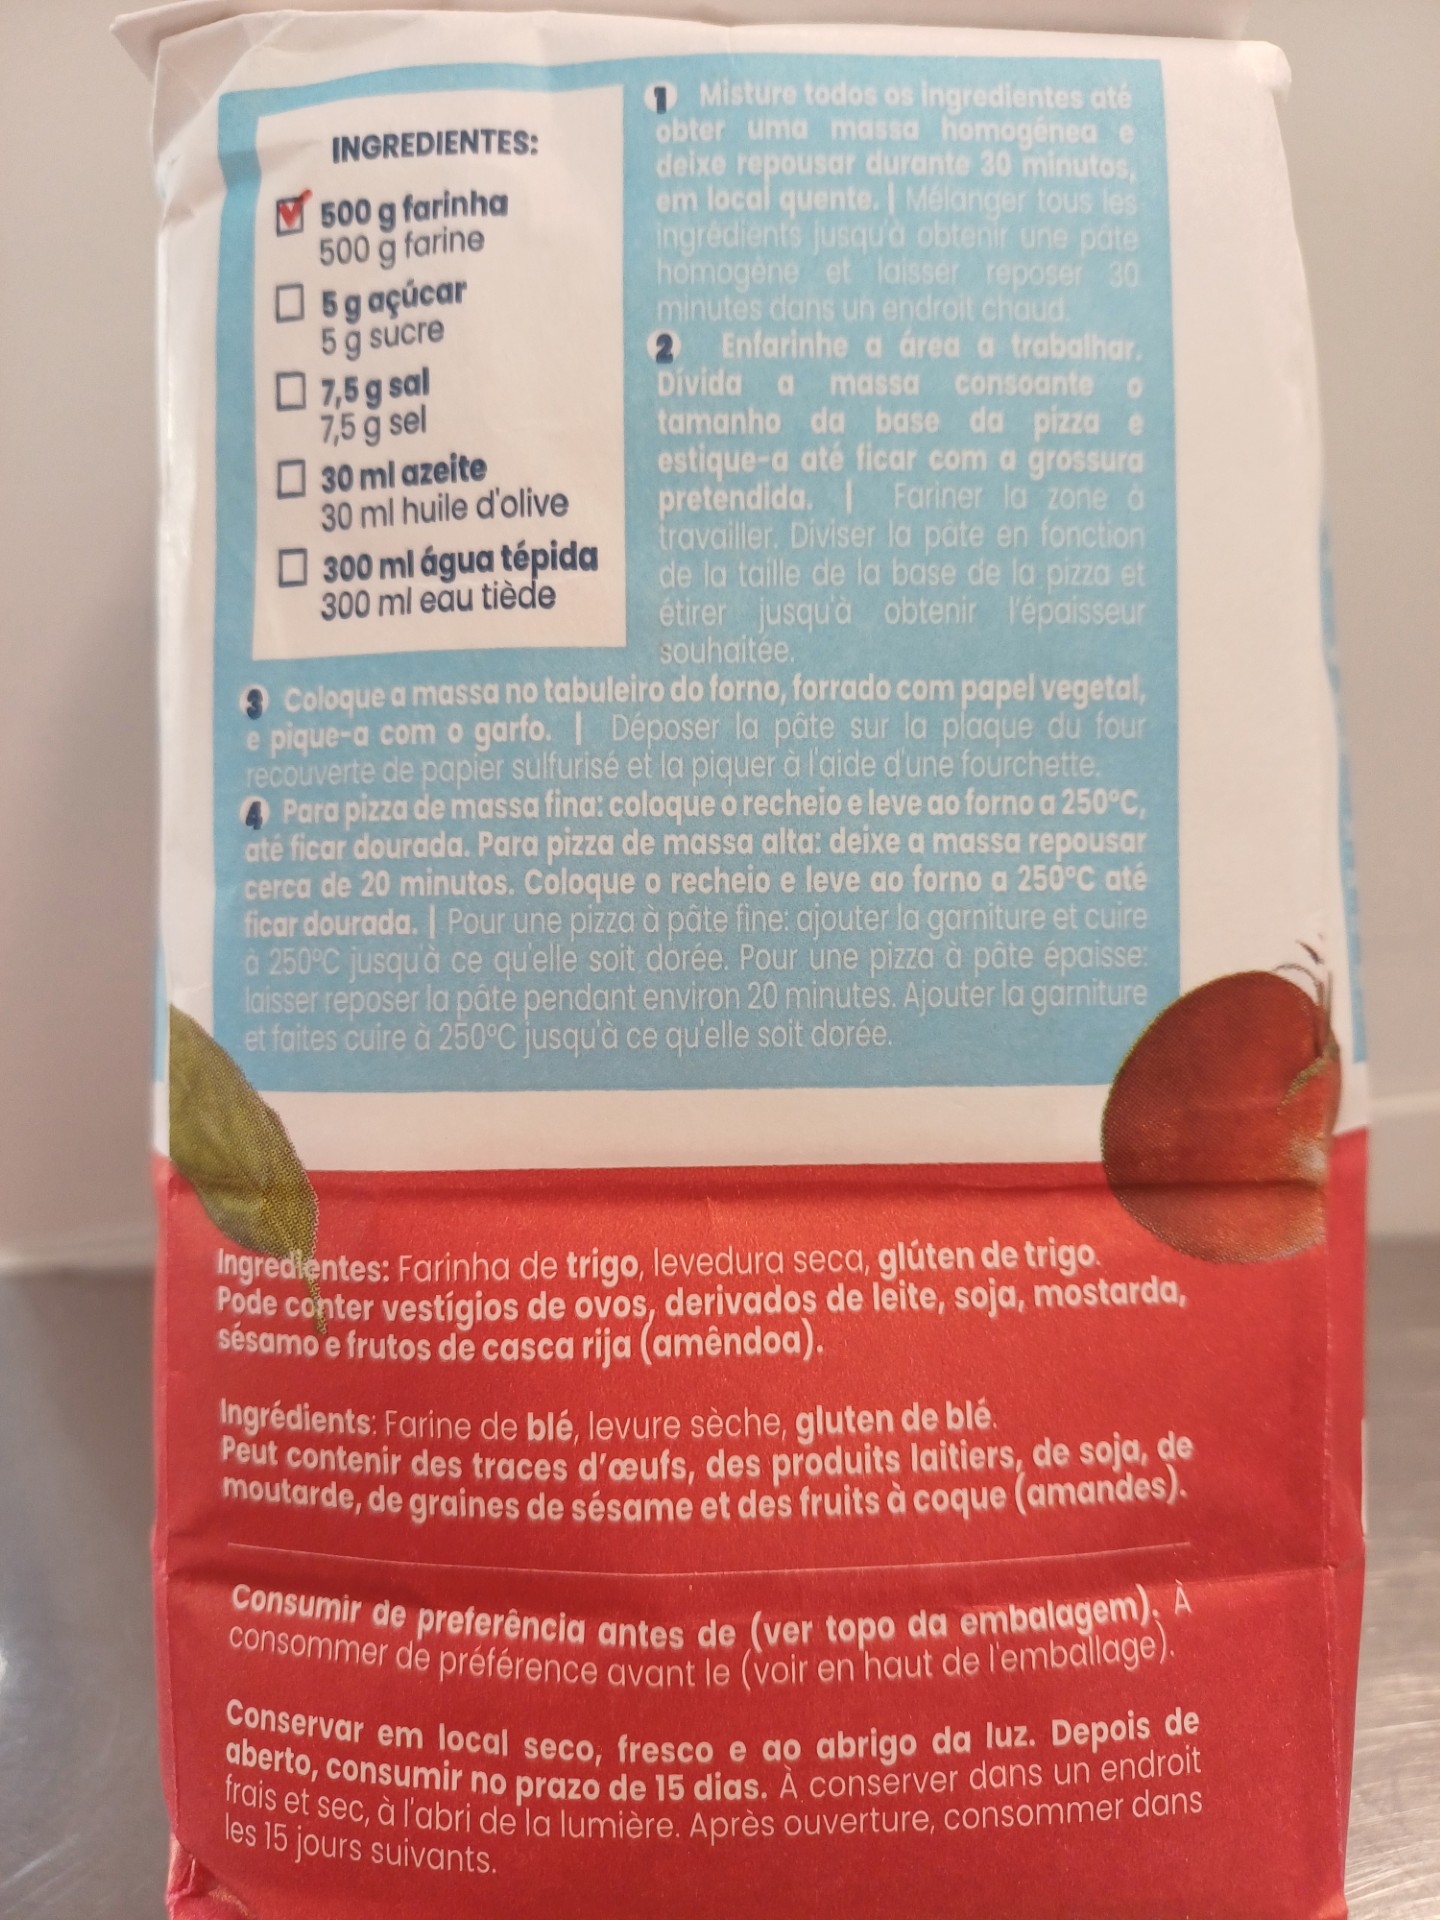 INGREDIENTES:
500 g farinha
500 g farine
5 g açúcar
5 g sucre
7,5 g sal
7,5 g sel
30 ml azeite
30 ml huile d'olive
300 ml água tépida
300 ml eau tiède
1 Misture todos os ingredientes até
obter uma massa homogénea e
deixe repousar durante 30 minutos,
em local quente. | Mélanger tous les
ingrédients jusqu'à obtenir une pâte
homogène et laisser reposer 30
minutes dans un endroit chaud.
2 Enfarinhe a área a trabalhar.
Divida a massa consoante o
tamanho da base da pizza e
estique-a até ficar com a grossura
pretendida. | Fariner la zone à
travailler. Diviser la pâte en fonction
de la taille de la base de la pizza et
étirer jusqu'à obtenir l'épaisseur
souhaitée.
3 Coloque a massa no tabuleiro do forno, forrado com papel vegetal,
e pique-a com o garfo. | Déposer la pâte sur la plaque du four
recouverte de papier sulfurisé et la piquer à l'aide d'une fourchette.
4 Para pizza de massa fina: coloque o recheio e leve ao forno a 250ºC,
até ficar dourada. Para pizza de massa alta: deixe a massa repousar
cerca de 20 minutos. Coloque o recheio e leve ao forno a 250ºC até
ficar dourada. | Pour une pizza à pâte fine: ajouter la garniture et cuire
à 250ºC jusqu'à ce qu'elle soit dorée. Pour une pizza à pâte épaisse:
laisser reposer la pâte pendant environ 20 minutes. Ajouter la garniture
et faites cuire à 250ºC jusqu'à ce qu'elle soit dorée.
Ingredientes: Farinha de trigo, levedura seca, glúten de trigo.
Pode conter vestígios de ovos, derivados de leite, soja, mostarda,
sésamo e frutos de casca rija (amêndoa).
Ingrédients: Farine de blé, levure sèche, gluten de blé.
Peut contenir des traces d'œufs, des produits laitiers, de soja, de
moutarde, de graines de sésame et des fruits à coque (amandes).
Consumir de preferência antes de (ver topo da embalagem). À
consommer de préférence avant le (voir en haut de l'emballage).
Conservar em local seco, fresco e ao abrigo da luz. Depois de
aberto, consumir no prazo de 15 dias. À conserver dans un endroit
frais et sec, à l'abri de la lumière. Après ouverture, consommer dans
les 15 jours suivants.